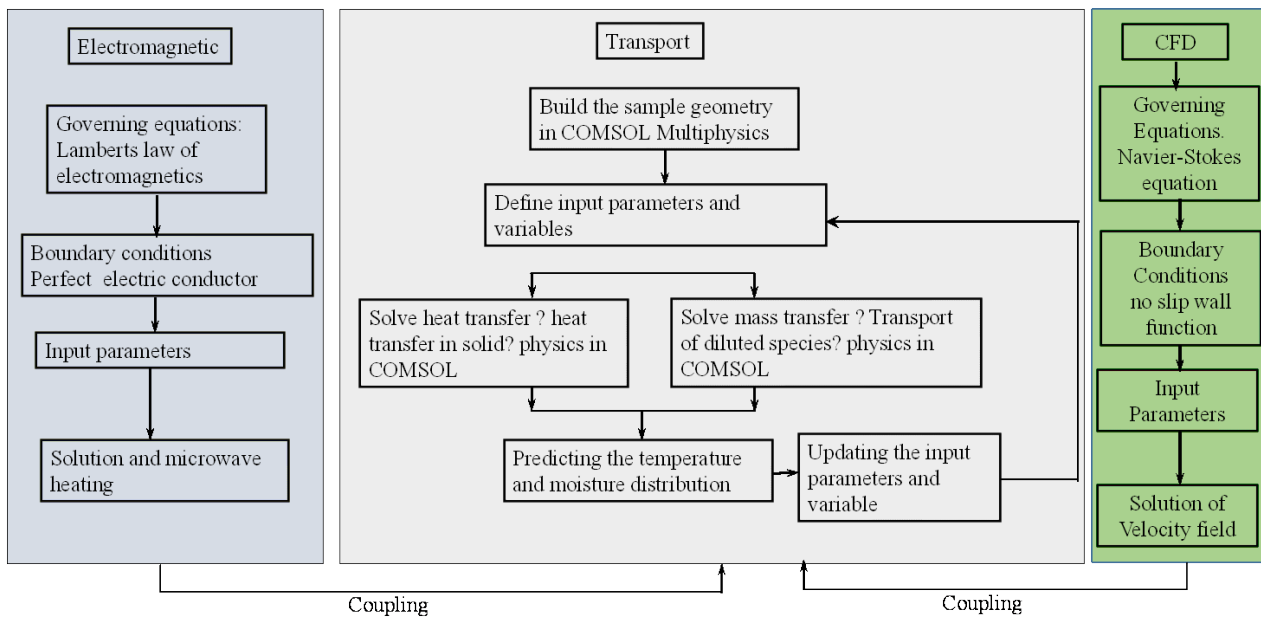 Electromagnetic
Governing equations:
Lamberts law of
electromagnetics
Boundary conditions
Perfect electric conductor
Input parameters
Solution and microwave
heating
Transport
Build the sample geometry
in COMSOL Multiphysics
Define input parameters and
variables
Solve heat transfer ? heat
transfer in solid? physics in
COMSOL
Solve mass transfer ? Transport
of diluted species? physics in
COMSOL
Predicting the temperature
and moisture distribution
Updating the input
parameters and
variable
CFD
Governing
Equations.
Navier-Stokes
equation
Boundary
Conditions
no slip wall
function
Input
Parameters
Solution of
Velocity field
Coupling
Coupling